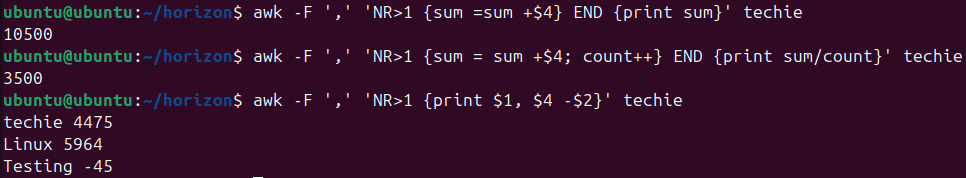 ubuntu@ubuntu:~/horizon$ awk -F ',' 'NR>1 {sum =sum +$4} END {print sum}' techie
10500
ubuntu@ubuntu:~/horizon$ awk -F ',' 'NR>1 {sum = sum +$4; count++} END {print sum/count}' techie
3500
ubuntu@ubuntu:~/horizon$ awk -F ',' 'NR>1 {print $1, $4 -$2}' techie
techie 4475
Linux 5964
Testing -45